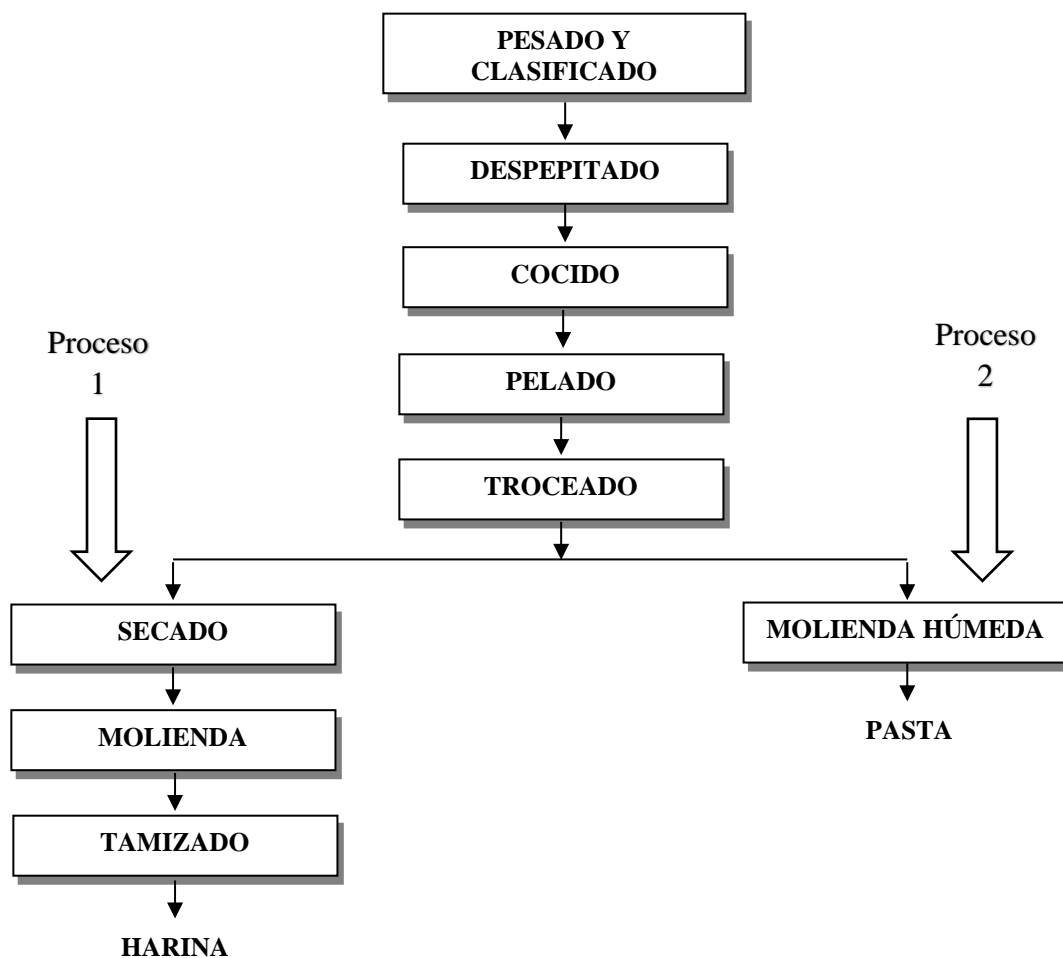 PESADO Y
CLASIFICADO
DESPEPITADO
COCIDO
PELADO
TROCEADO
Proceso
1
Proceso
2
SECADO
MOLIENDA
TAMIZADO
HARINA
MOLIENDA HÚMEDA
PASTA